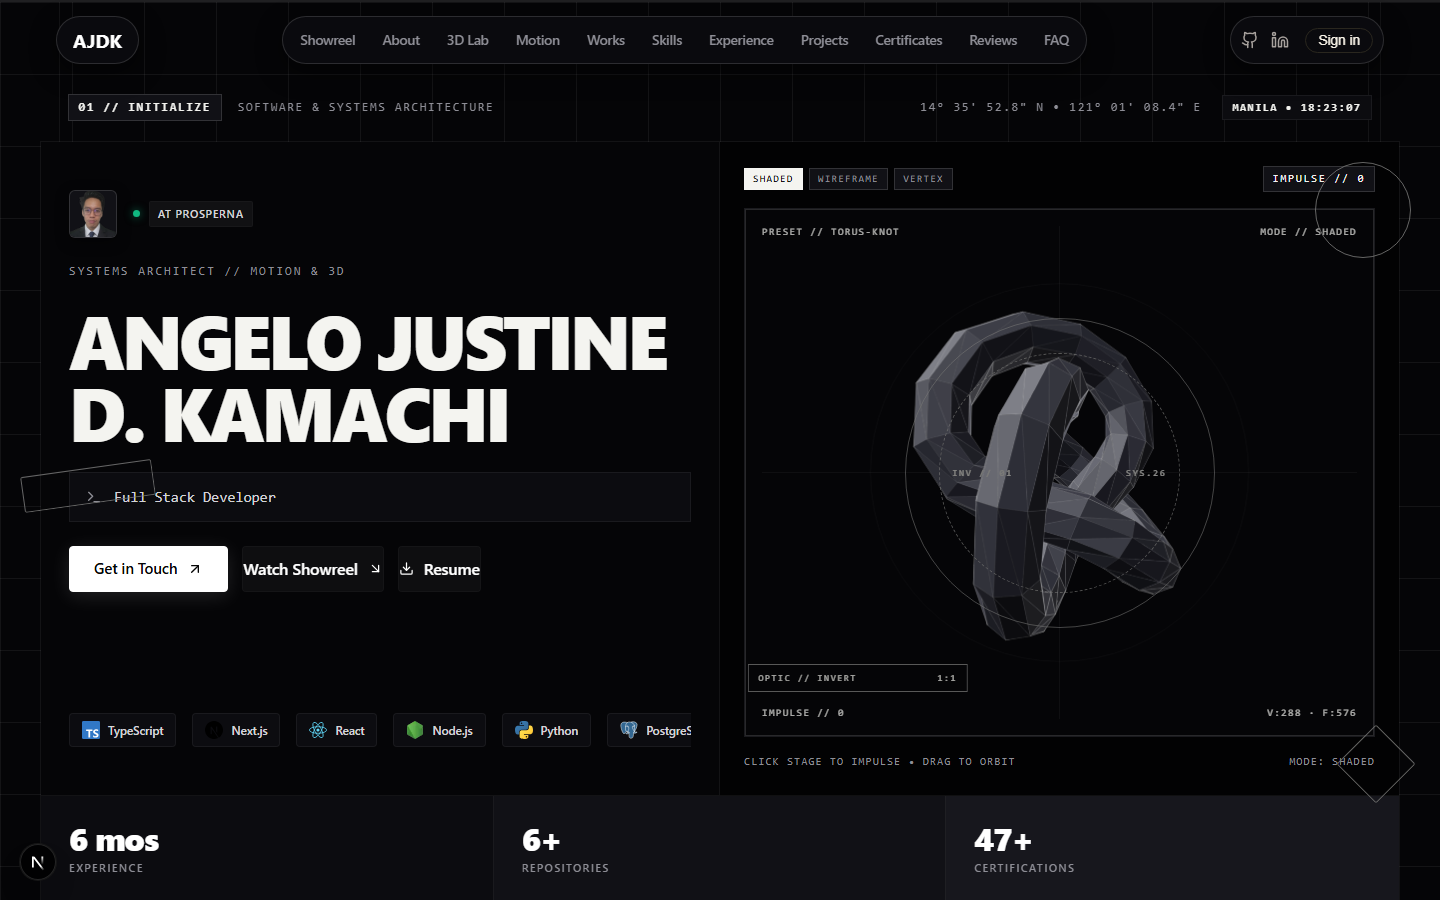 AJDK
Showreel About 3D Lab Motion Works Skills Experience Projects Certificates Reviews FAQ
Sign in
01 // INITIALIZE SOFTWARE & SYSTEMS ARCHITECTURE
14° 35' 52.8" N • 121° 01' 08.4" E MANILA • 18:23:07
AT PROSPERNA
SYSTEMS ARCHITECT // MOTION & 3D
ANGELO JUSTINE
D. KAMACHI
>_ Full Stack Developer
Get in Touch Watch Showreel Resume
TS TypeScript N Next.js React Node.js Python PostgreS
SHADED WIREFRAME VERTEX IMPULSE // 0
PRESET // TORUS-KNOT MODE // SHADED
INV // 01 SYS.26
OPTIC // INVERT 1:1
IMPULSE // 0 V:288 · F:576
CLICK STAGE TO IMPULSE • DRAG TO ORBIT MODE: SHADED
6 mos
EXPERIENCE
6+
REPOSITORIES
47+
CERTIFICATIONS
N